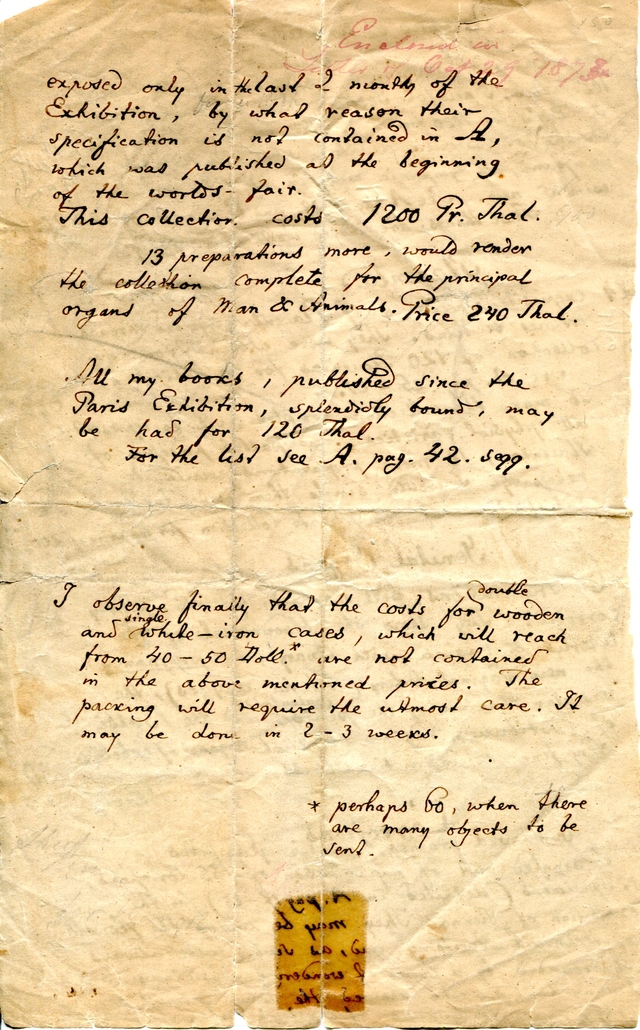 Enclosed in
Oct 29 1873
exposed only in the last 2 month of the
Exhibition, by what reason their
specification is not contained in A,
which was published at the beginning
of the worlds-fair.
This collection costs 1200 Pr. Thal.
13 preparations more, would render
the collection complete for the principal
organs of Man & Animals. Price 240 Thal.
All my books, published since the
Paris Exhibition, splendidly bound, may
be had for 120 Thal.
For the list see A. pag. 42. sqq.
double
I observe finally that the costs for wooden
single
and white-iron cases, which will reach
from 40-50 Doll.* are not contained
in the above mentioned prices. The
packing will require the utmost care. It
may be done in 2-3 weeks.
* perhaps 60, when there
are many objects to be
sent.
may be